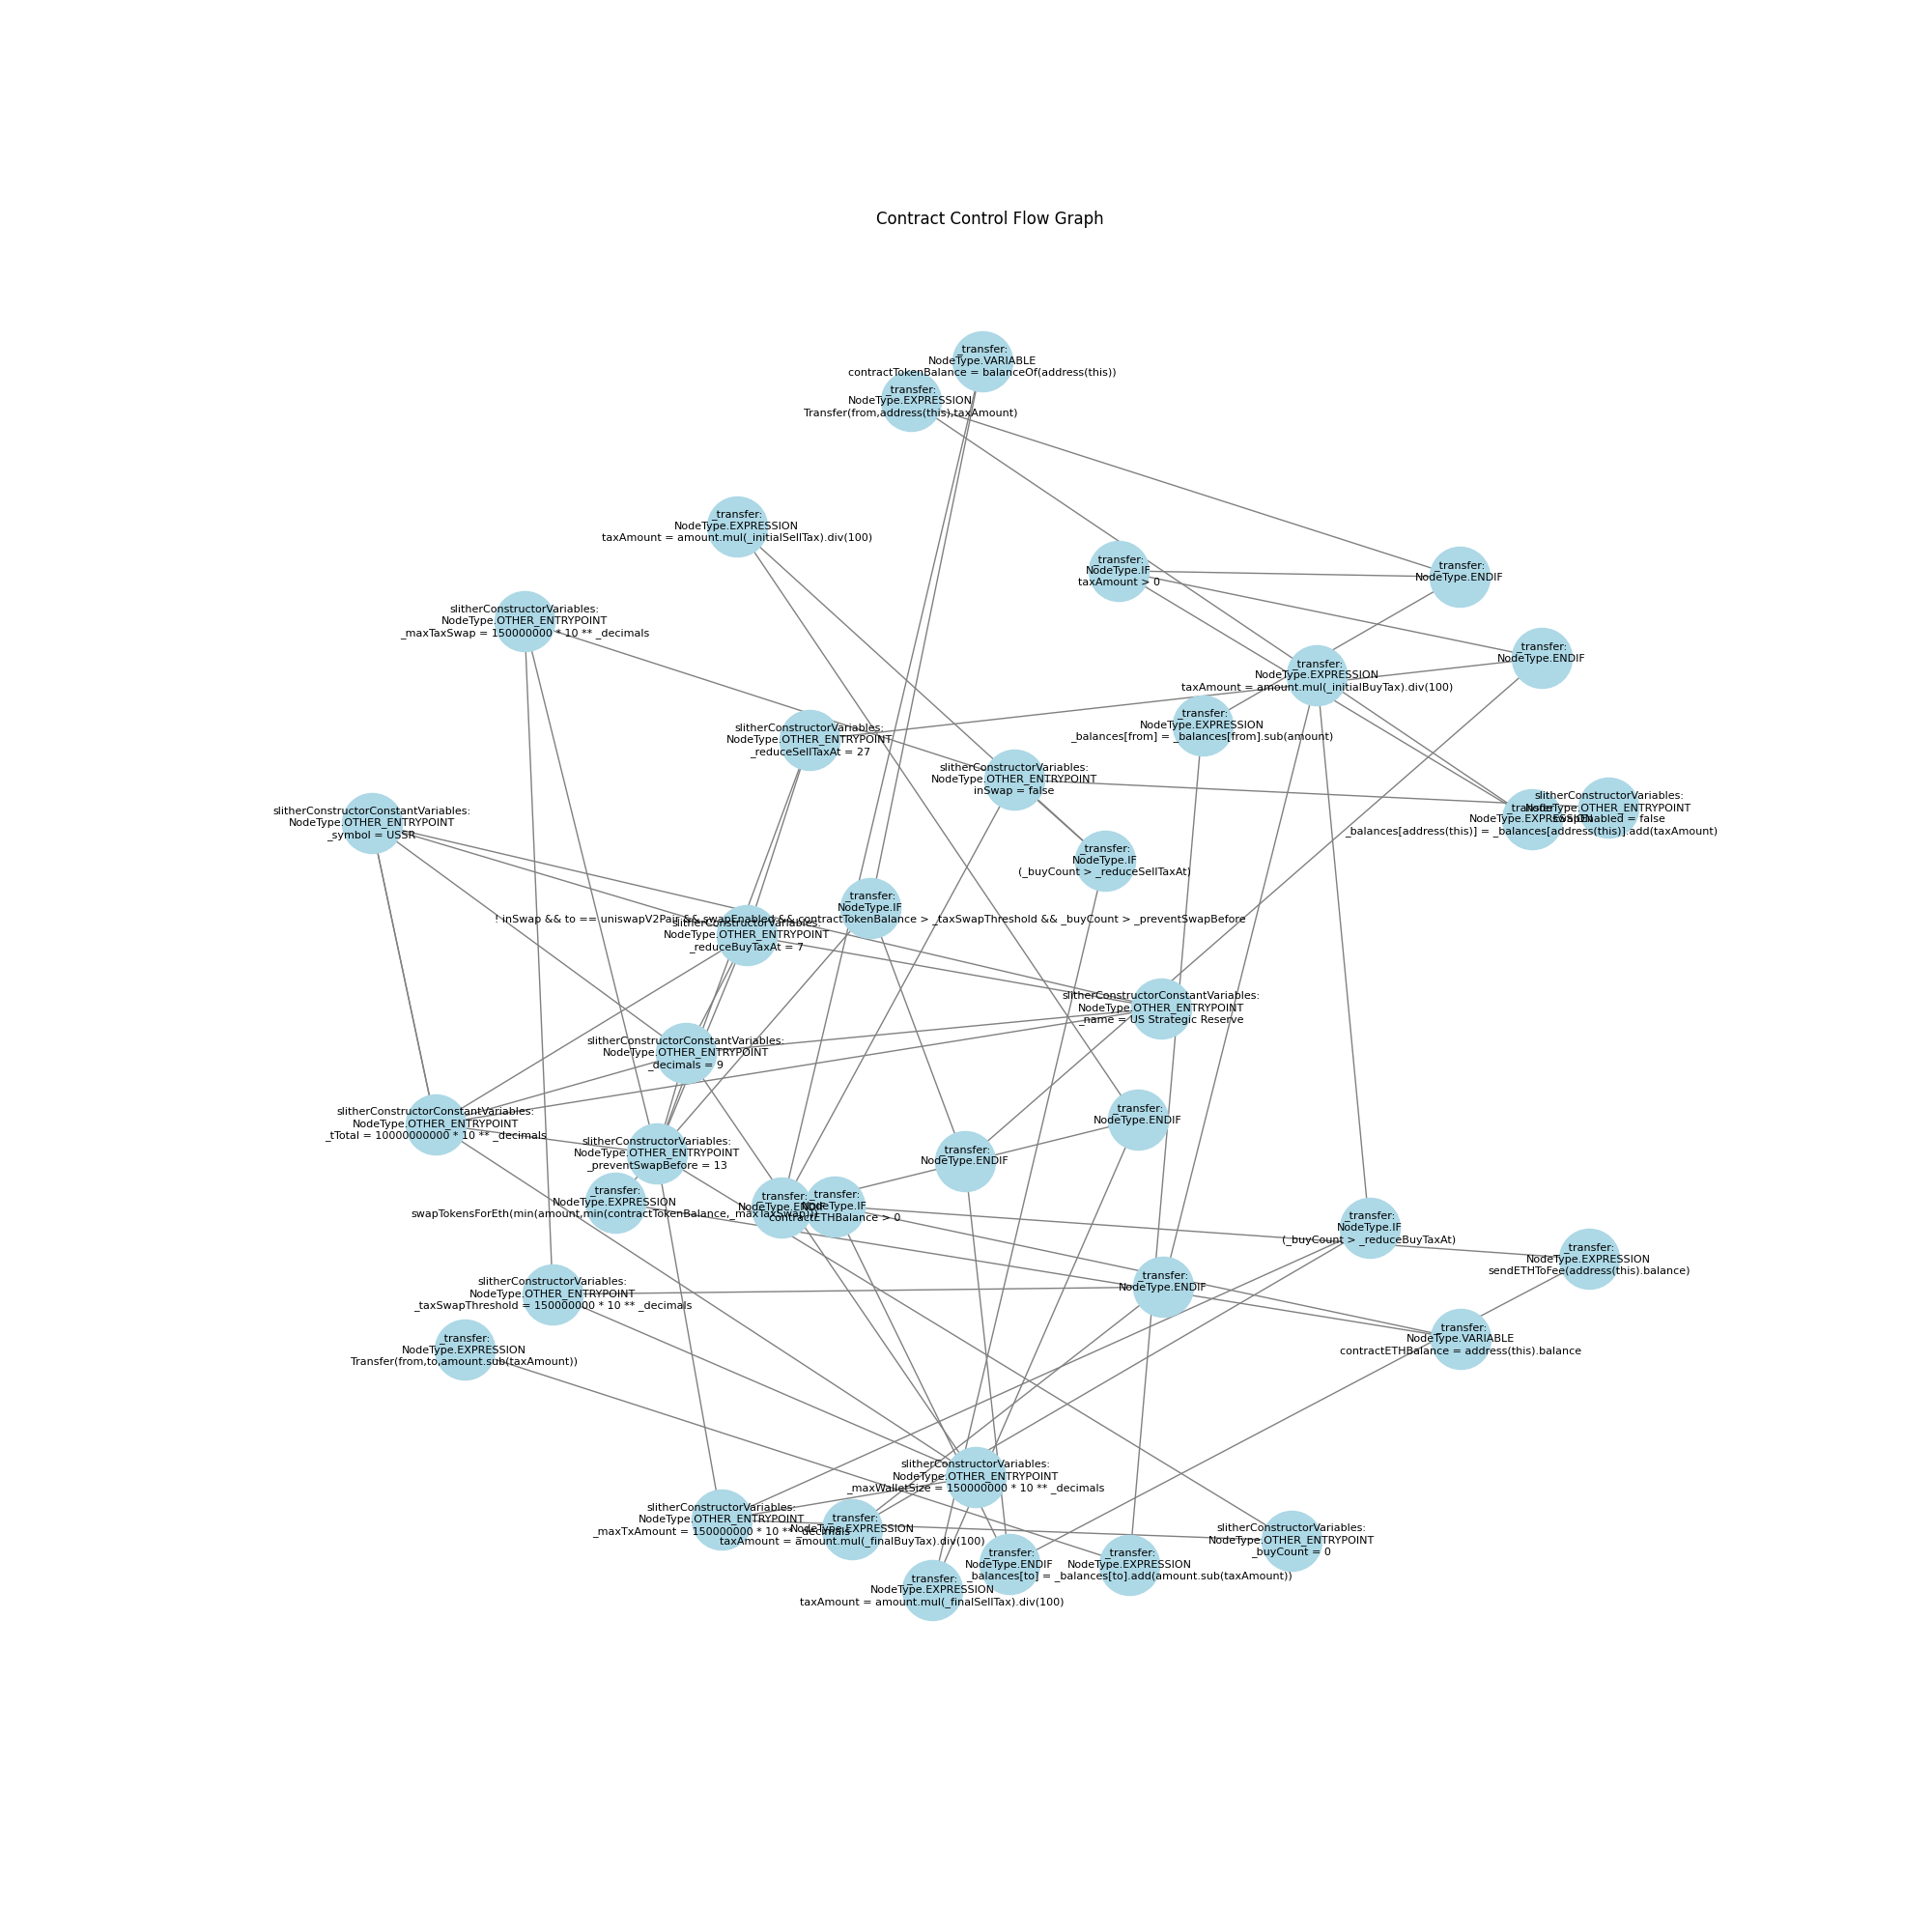 Contract Control Flow Graph
_transfer:
NodeType.VARIABLE
contractTokenBalance = balanceOf(address(this))
_transfer:
NodeType.EXPRESSION
Transfer(from,address(this),taxAmount)
_transfer:
NodeType.EXPRESSION
taxAmount = amount.mul(_initialSellTax).div(100)
_transfer:
NodeType.IF
taxAmount > 0
_transfer:
NodeType.ENDIF
slitherConstructorVariables:
NodeType.OTHER_ENTRYPOINT
_maxTaxSwap = 150000000 * 10 ** _decimals
_transfer:
NodeType.ENDIF
_transfer:
NodeType.EXPRESSION
taxAmount = amount.mul(_initialBuyTax).div(100)
_transfer:
NodeType.EXPRESSION
_balances[from] = _balances[from].sub(amount)
slitherConstructorVariables:
NodeType.OTHER_ENTRYPOINT
_reduceSellTaxAt = 27
slitherConstructorVariables:
NodeType.OTHER_ENTRYPOINT
inSwap = false
slitherConstructorVariables:
NodeType.OTHER_ENTRYPOINT
swapEnabled = false
_transfer:
NodeType.EXPRESSION
_balances[address(this)] = _balances[address(this)].add(taxAmount)
slitherConstructorConstantVariables:
NodeType.OTHER_ENTRYPOINT
_symbol = USSR
_transfer:
NodeType.IF
(_buyCount > _reduceSellTaxAt)
_transfer:
NodeType.IF
! inSwap && to == uniswapV2Pair && swapEnabled && contractTokenBalance > _taxSwapThreshold && _buyCount > _preventSwapBefore
slitherConstructorVariables:
NodeType.OTHER_ENTRYPOINT
_reduceBuyTaxAt = 7
slitherConstructorConstantVariables:
NodeType.OTHER_ENTRYPOINT
_name = US Strategic Reserve
slitherConstructorConstantVariables:
NodeType.OTHER_ENTRYPOINT
_decimals = 9
slitherConstructorConstantVariables:
NodeType.OTHER_ENTRYPOINT
_tTotal = 10000000000 * 10 ** _decimals
_transfer:
NodeType.ENDIF
slitherConstructorVariables:
NodeType.OTHER_ENTRYPOINT
_preventSwapBefore = 13
_transfer:
NodeType.ENDIF
_transfer:
NodeType.EXPRESSION
swapTokensForEth(min(amount,min(contractTokenBalance,_maxTaxSwap)))
_transfer:
NodeType.ENDIF
_transfer:
NodeType.IF
contractETHBalance > 0
_transfer:
NodeType.IF
(_buyCount > _reduceBuyTaxAt)
_transfer:
NodeType.EXPRESSION
sendETHToFee(address(this).balance)
slitherConstructorVariables:
NodeType.OTHER_ENTRYPOINT
_taxSwapThreshold = 150000000 * 10 ** _decimals
_transfer:
NodeType.ENDIF
_transfer:
NodeType.VARIABLE
contractETHBalance = address(this).balance
_transfer:
NodeType.EXPRESSION
Transfer(from,to,amount.sub(taxAmount))
slitherConstructorVariables:
NodeType.OTHER_ENTRYPOINT
_maxWalletSize = 150000000 * 10 ** _decimals
slitherConstructorVariables:
NodeType.OTHER_ENTRYPOINT
_maxTxAmount = 150000000 * 10 ** _decimals
_transfer:
NodeType.EXPRESSION
taxAmount = amount.mul(_finalBuyTax).div(100)
slitherConstructorVariables:
NodeType.OTHER_ENTRYPOINT
_buyCount = 0
_transfer:
NodeType.ENDIF
_transfer:
NodeType.EXPRESSION
_balances[to] = _balances[to].add(amount.sub(taxAmount))
_transfer:
NodeType.EXPRESSION
taxAmount = amount.mul(_finalSellTax).div(100)